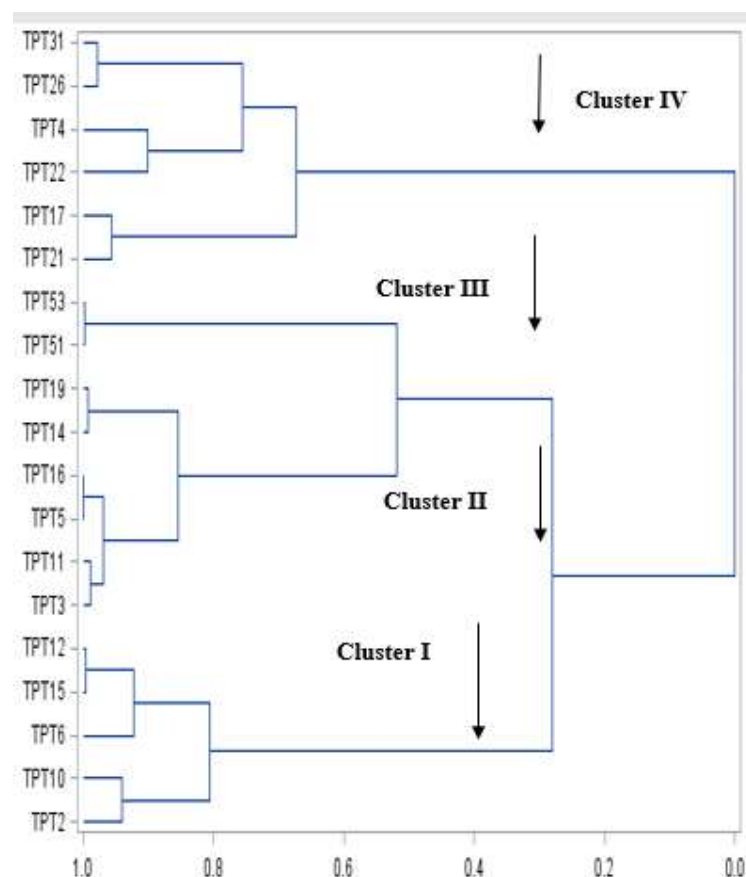 TPT31
TPT26
Cluster IV
TPT4
TPT22
TPT17
TPT21
Cluster III
TPT53
TPT51
TPT19
TPT14
TPT16
Cluster II
TPT5
TPT11
TPT3
TPT12
Cluster I
TPT15
TPT6
TPT10
TPT2
1.0 0.8 0.6 0.4 0.2 0.0